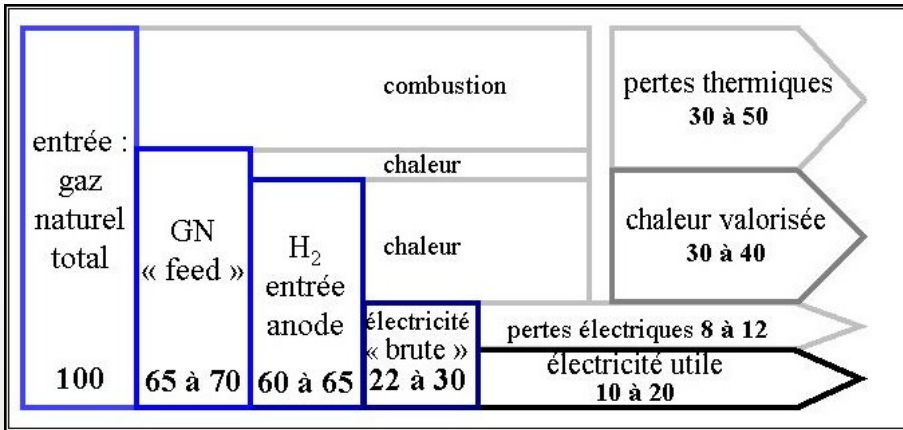 entrée :
gaz
naturel
total
100
GN
« feed »
65 à 70
H₂
entrée
anode
60 à 65
électricité
« brute »
22 à 30
combustion
chaleur
chaleur
pertes thermiques
30 à 50
chaleur valorisée
30 à 40
pertes électriques 8 à 12
électricité utile
10 à 20